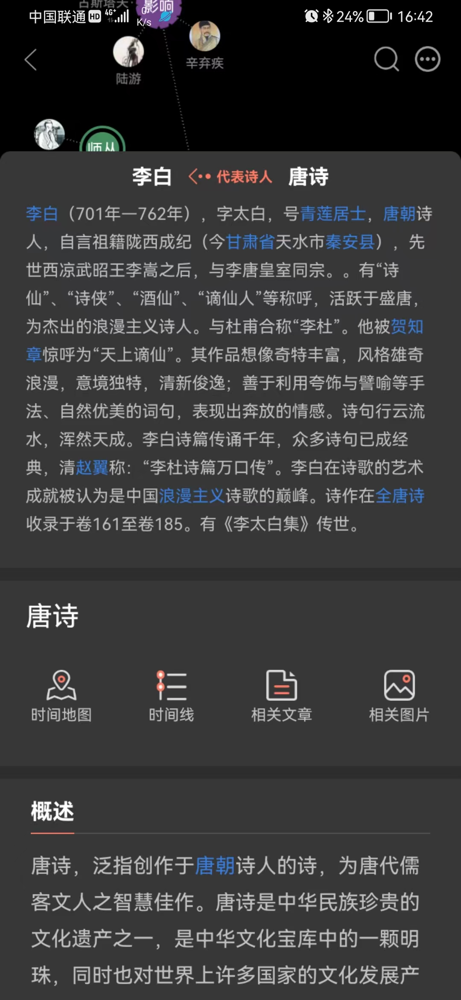 古斯塔夫·
影响
中国联通 HD 4G+ 0 K/s 24% 16:42
辛弃疾
陆游
师从
李白 代表诗人 唐诗
李白（701年—762年），字太白，号青莲居士，唐朝诗
人，自言祖籍陇西成纪（今甘肃省天水市秦安县），先
世西凉武昭王李嵩之后，与李唐皇室同宗。。有“诗
仙”、“诗侠”、“酒仙”、“谪仙人”等称呼，活跃于盛唐，
为杰出的浪漫主义诗人。与杜甫合称“李杜”。他被贺知
章惊呼为“天上谪仙”。其作品想像奇特丰富，风格雄奇
浪漫，意境独特，清新俊逸；善于利用夸饰与譬喻等手
法、自然优美的词句，表现出奔放的情感。诗句行云流
水，浑然天成。李白诗篇传诵千年，众多诗句已成经
典，清赵翼称：“李杜诗篇万口传”。李白在诗歌的艺术
成就被认为是中国浪漫主义诗歌的巅峰。诗作在全唐诗
收录于卷161至卷185。有《李太白集》传世。
唐诗
时间地图 时间线 相关文章 相关图片
概述
唐诗，泛指创作于唐朝诗人的诗，为唐代儒
客文人之智慧佳作。唐诗是中华民族珍贵的
文化遗产之一，是中华文化宝库中的一颗明
珠，同时也对世界上许多国家的文化发展产